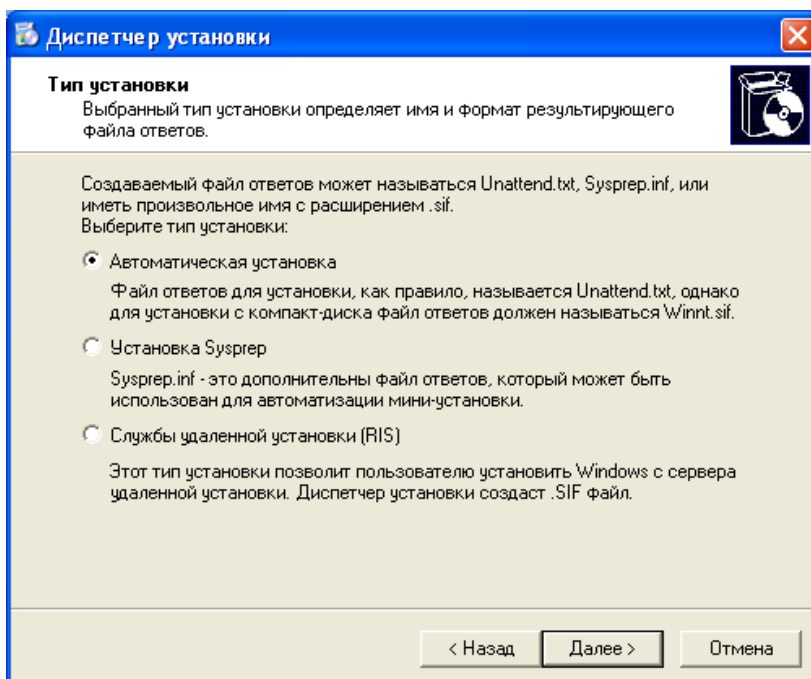 Диспетчер установки
Тип установки
Выбранный тип установки определяет имя и формат результирующего
файла ответов.
Создаваемый файл ответов может называться Unattend.txt, Sysprep.inf, или
иметь произвольное имя с расширением .sif.
Выберите тип установки:
Автоматическая установка
Файл ответов для установки, как правило, называется Unattend.txt, однако
для установки с компакт-диска файл ответов должен называться Winnt.sif.
Установка Sysprep
Sysprep.inf - это дополнительны файл ответов, который может быть
использован для автоматизации мини-установки.
Службы удаленной установки (RIS)
Этот тип установки позволит пользователю установить Windows с сервера
удаленной установки. Диспетчер установки создаст .SIF файл.
< Назад Далее > Отмена